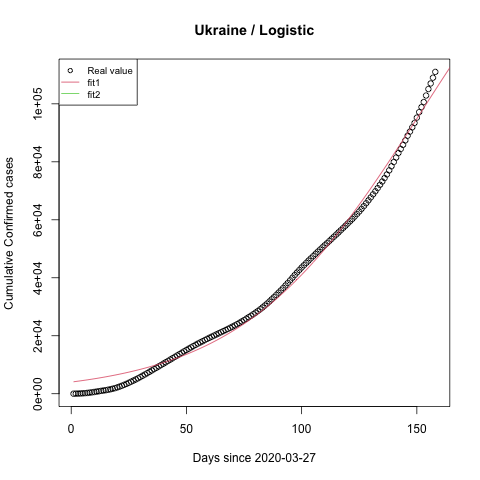 Ukraine / Logistic
Real value
fit1
fit2
Cumulative Confirmed cases
1e+05
8e+04
6e+04
4e+04
2e+04
0e+00
0 50 100 150
Days since 2020-03-27